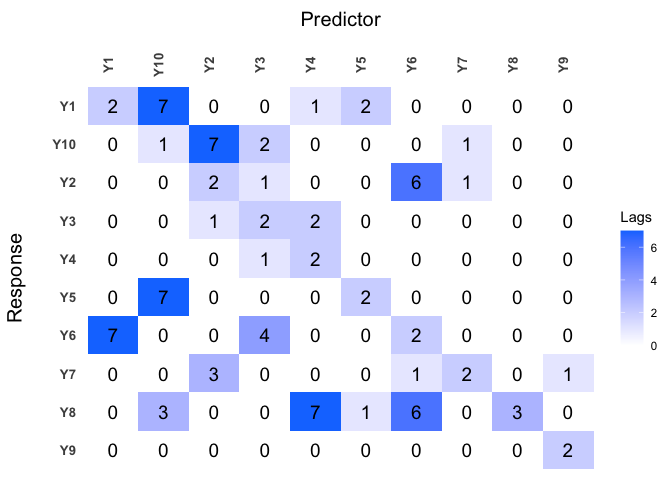 Predictor
Y1 Y10 Y2 Y3 Y4 Y5 Y6 Y7 Y8 Y9
Y1 2 7 0 0 1 2 0 0 0 0
Y10 0 1 7 2 0 0 0 1 0 0
Y2 0 0 2 1 0 0 6 1 0 0
Y3 0 0 1 2 2 0 0 0 0 0
Y4 0 0 0 1 2 0 0 0 0 0
Y5 0 7 0 0 0 2 0 0 0 0
Y6 7 0 0 4 0 0 2 0 0 0
Y7 0 0 3 0 0 0 1 2 0 1
Y8 0 3 0 0 7 1 6 0 3 0
Y9 0 0 0 0 0 0 0 0 0 2
Response
Lags
6
4
2
0